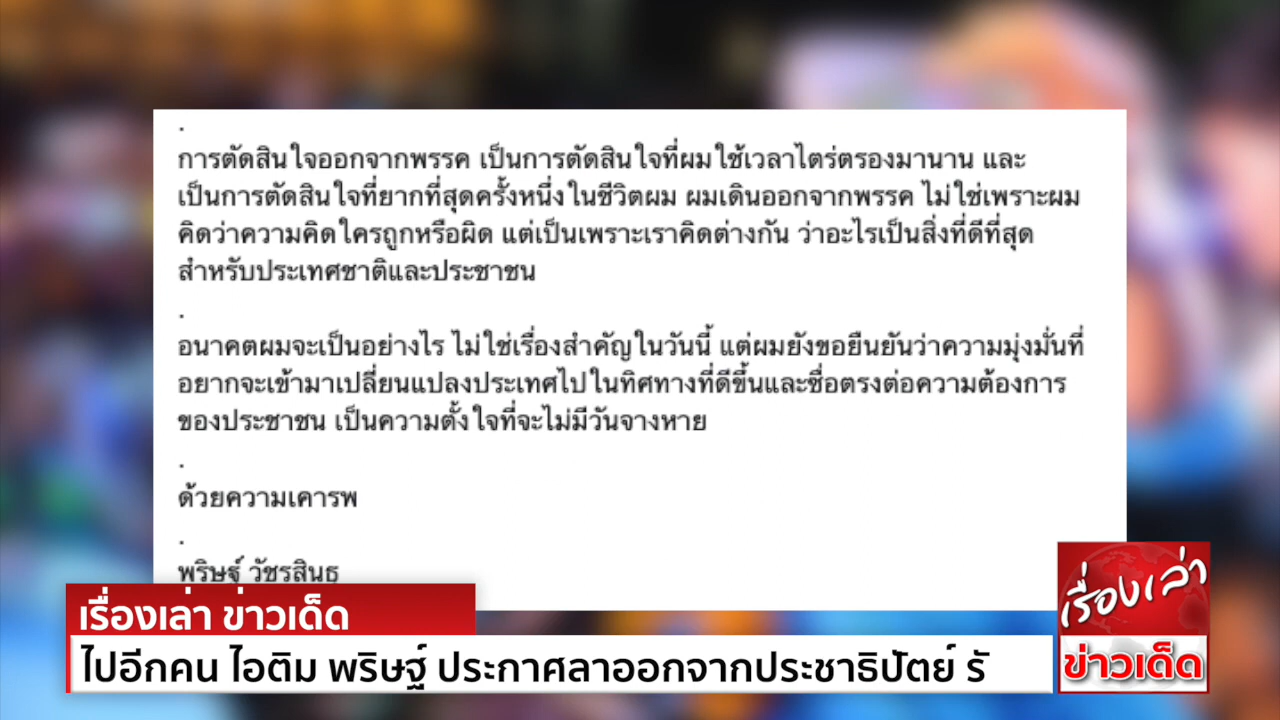 .
การตัดสินใจออกจากพรรค เป็นการตัดสินใจที่ผมใช้เวลาไตร่ตรองมานาน และ
เป็นการตัดสินใจที่ยากที่สุดครั้งหนึ่งในชีวิตผม ผมเดินออกจากพรรค ไม่ใช่เพราะผม
คิดว่าความคิดใครถูกหรือผิด แต่เป็นเพราะเราคิดต่างกัน ว่าอะไรเป็นสิ่งที่ดีที่สุด
สำหรับประเทศชาติและประชาชน
.
อนาคตผมจะเป็นอย่างไร ไม่ใช่เรื่องสำคัญในวันนี้ แต่ผมยังขอยืนยันว่าความมุ่งมั่นที่
อยากจะเข้ามาเปลี่ยนแปลงประเทศไปในทิศทางที่ดีขึ้นและซื่อตรงต่อความต้องการ
ของประชาชน เป็นความตั้งใจที่จะไม่มีวันจางหาย
.
ด้วยความเคารพ
.
พริษฐ์ วัชรสินธุ
เรื่องเล่า ข่าวเด็ด
ไปอีกคน ไอติม พริษฐ์ ประกาศลาออกจากประชาธิปัตย์ รั
เรื่องเล่า
ข่าวเด็ด